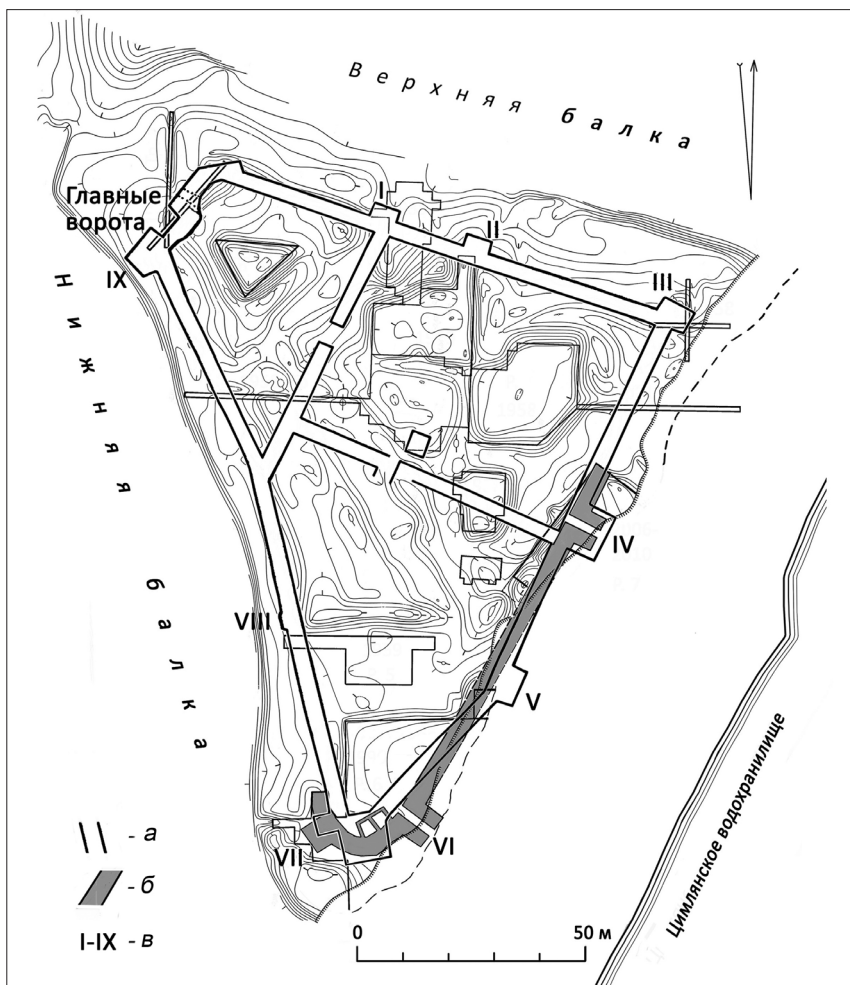 Верхняя балка
I
Главные
ворота
II
IX
III
Нижняя балка
IV
VIII
V
- а
VII
VI
- б
I-IX - в
0
50 м
Цимлянское водохранилище